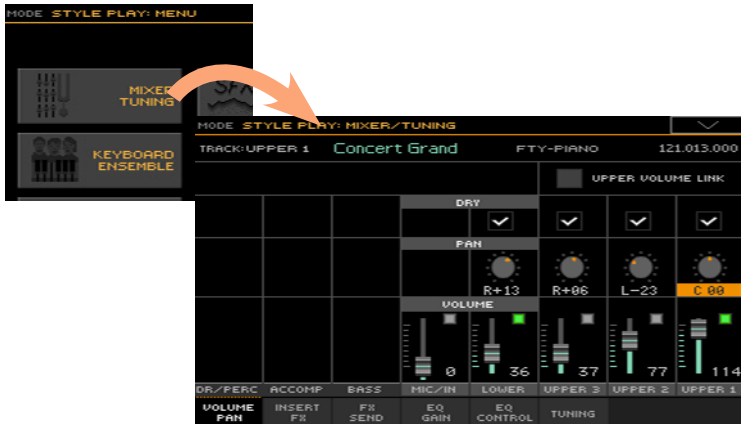 MODE STYLE PLAY: MENU
MIXER
TUNING
SFX
KEYBOARD
ENSEMBLE
MODE STYLE PLAY: MIXER/TUNING
TRACK: UPPER 1 Concert Grand FTY-PIANO 121.013.000
UPPER VOLUME LINK
DRY
PAN
R+13 R+06 L-23 C 00
VOLUME
0 36 37 77 114
DR/PERC ACCOMP BASS MIC/IN LOWER UPPER 3 UPPER 2 UPPER 1
VOLUME PAN INSERT FX FX SEND EQ GAIN EQ CONTROL TUNING